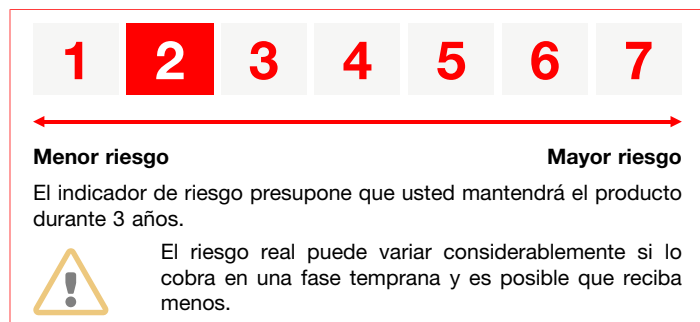 1 2 3 4 5 6 7
Menor riesgo Mayor riesgo
El indicador de riesgo presupone que usted mantendrá el producto
durante 3 años.
El riesgo real puede variar considerablemente si lo
cobra en una fase temprana y es posible que reciba
menos.